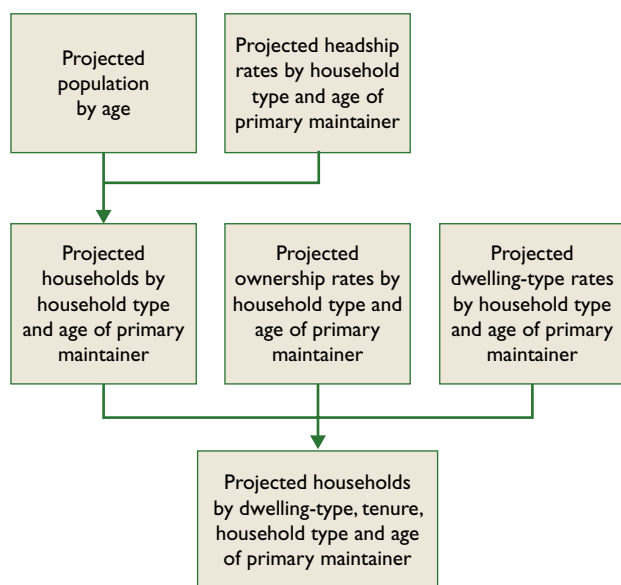 Projected
population
by age
Projected headship
rates by household
type and age of
primary maintainer
Projected
households by
household type
and age of primary
maintainer
Projected
ownership rates by
household type and
age of primary
maintainer
Projected
dwelling-type rates
by household type
and age of primary
maintainer
Projected households
by dwelling-type, tenure,
household type and age
of primary maintainer